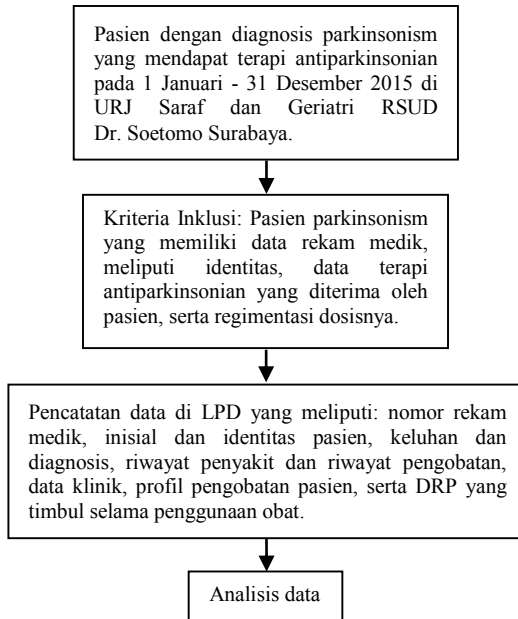 Pasien dengan diagnosis parkinsonism
yang mendapat terapi antiparkinsonian
pada 1 Januari - 31 Desember 2015 di
URJ Saraf dan Geriatri RSUD
Dr. Soetomo Surabaya.
Kriteria Inklusi: Pasien parkinsonism
yang memiliki data rekam medik,
meliputi identitas, data terapi
antiparkinsonian yang diterima oleh
pasien, serta regimentasi dosisnya.
Pencatatan data di LPD yang meliputi: nomor rekam
medik, inisial dan identitas pasien, keluhan dan
diagnosis, riwayat penyakit dan riwayat pengobatan,
data klinik, profil pengobatan pasien, serta DRP yang
timbul selama penggunaan obat.
Analisis data